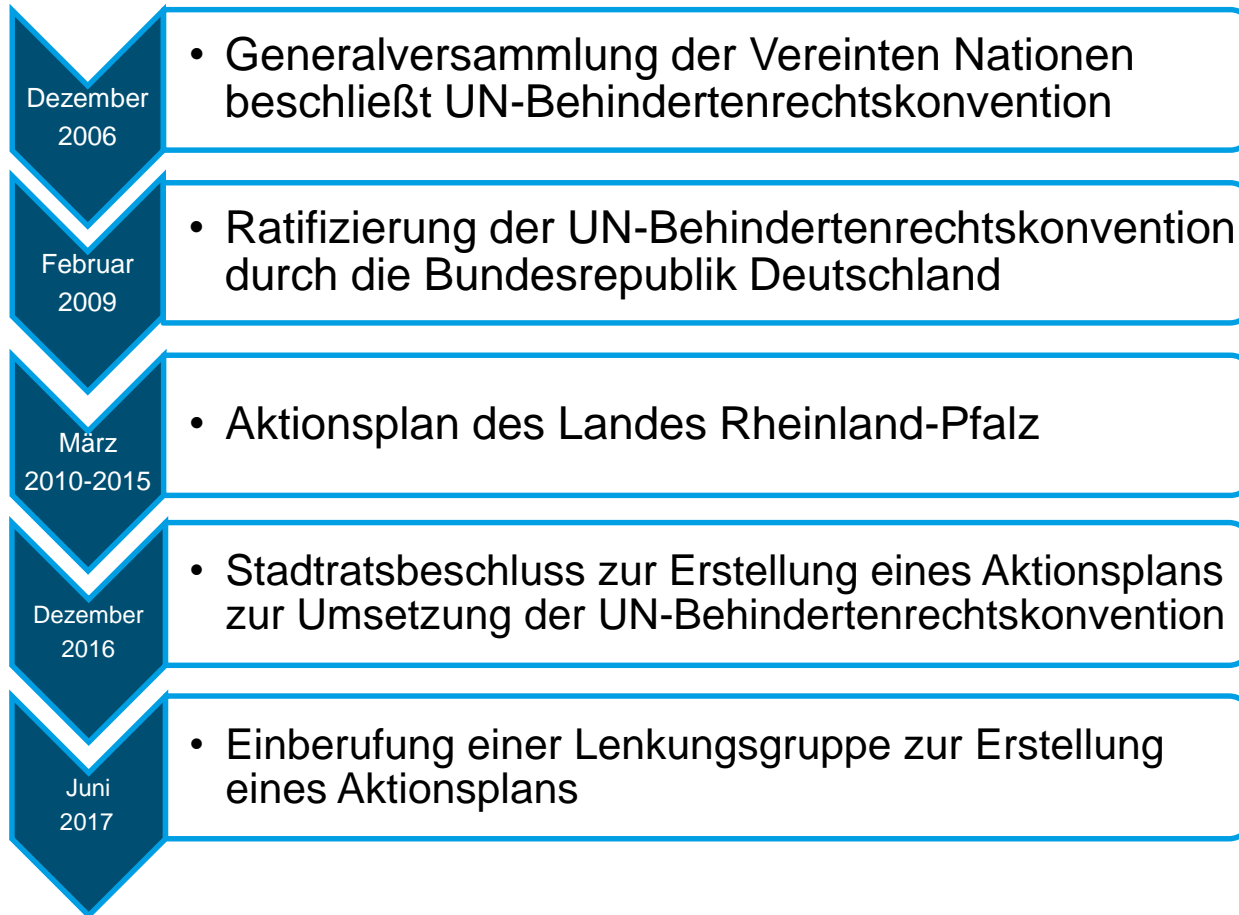 Dezember
2006
• Generalversammlung der Vereinten Nationen
beschließt UN-Behindertenrechtskonvention
Februar
2009
• Ratifizierung der UN-Behindertenrechtskonvention
durch die Bundesrepublik Deutschland
März
2010-2015
• Aktionsplan des Landes Rheinland-Pfalz
Dezember
2016
• Stadtratsbeschluss zur Erstellung eines Aktionsplans
zur Umsetzung der UN-Behindertenrechtskonvention
Juni
2017
• Einberufung einer Lenkungsgruppe zur Erstellung
eines Aktionsplans